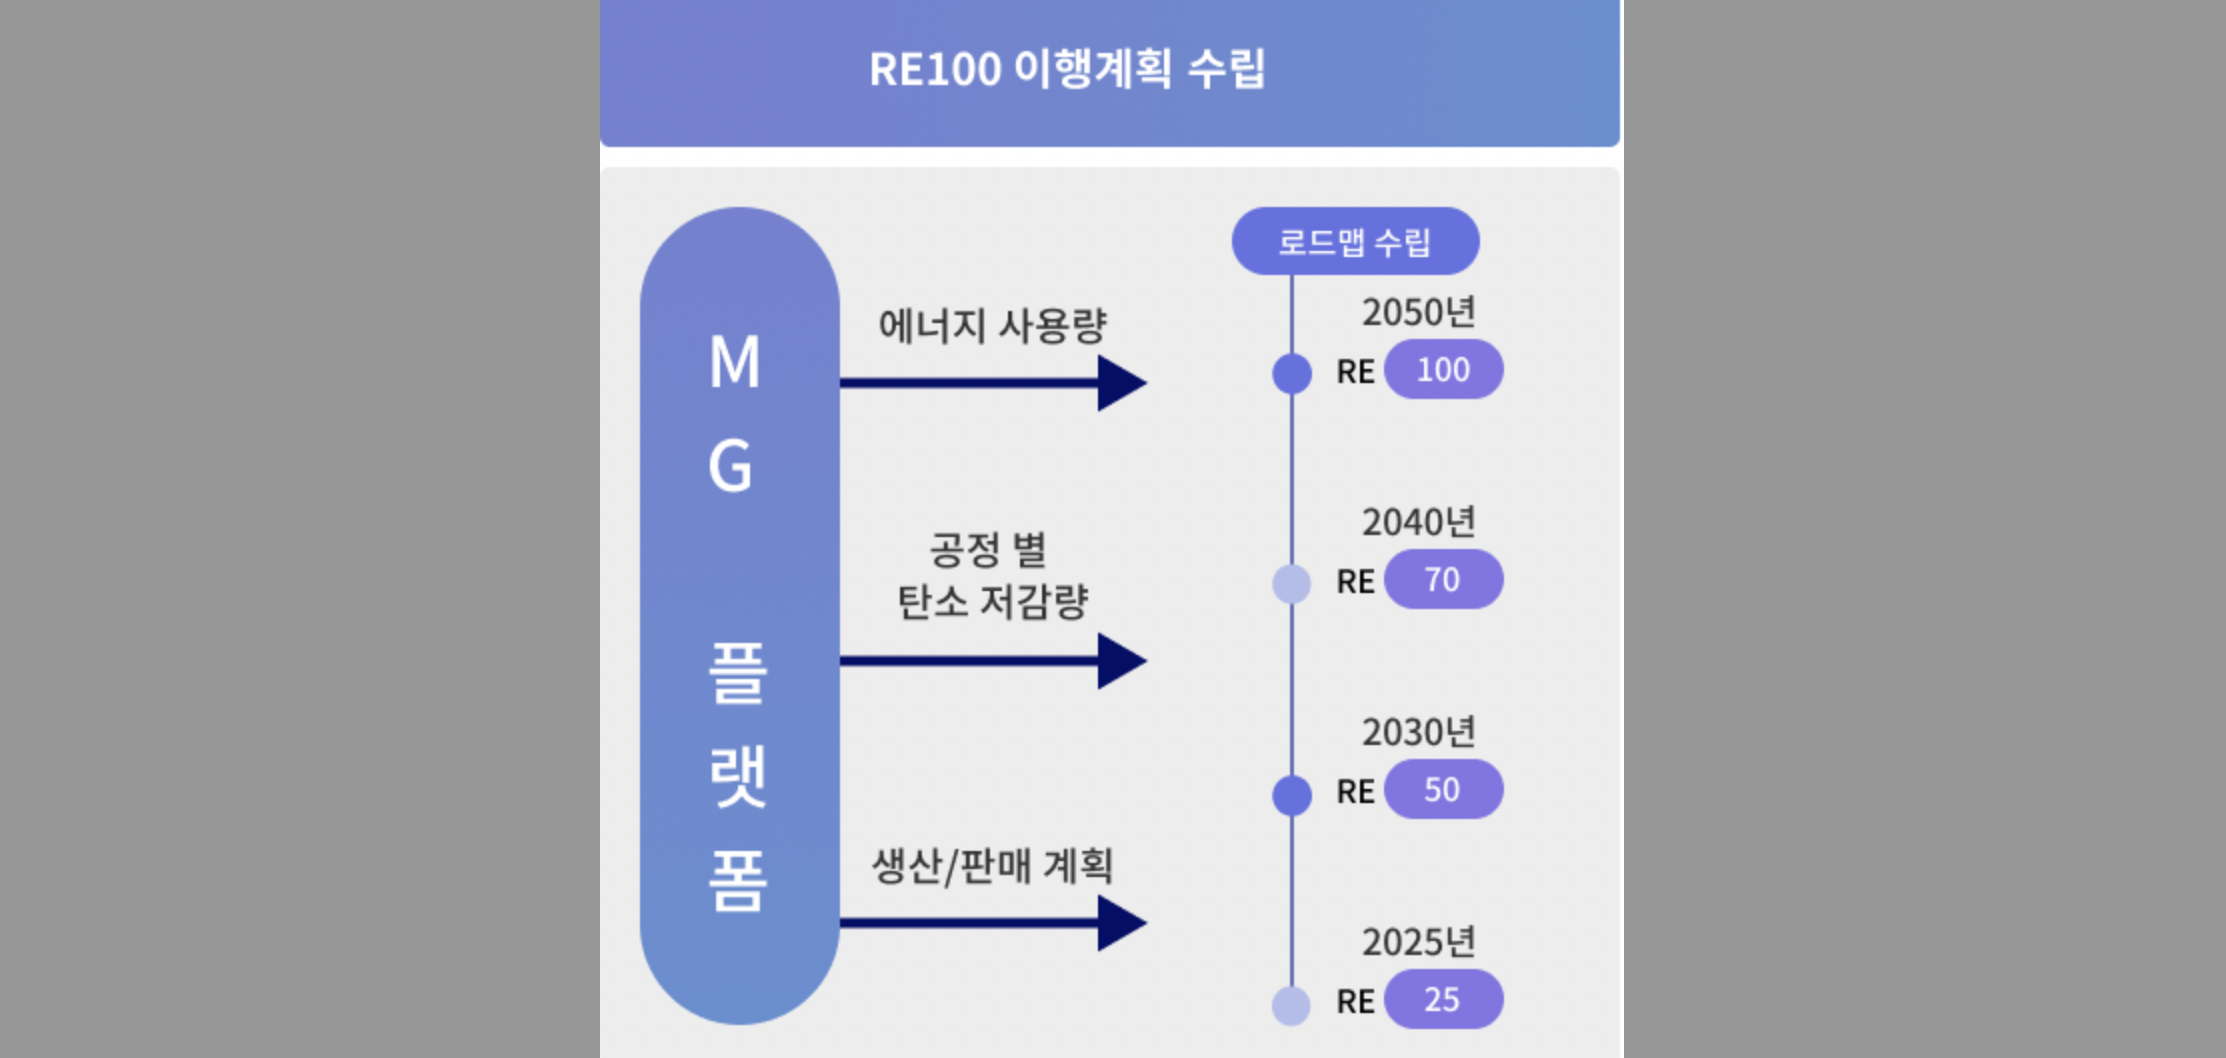 RE100 이행계획 수립
M
G
플
랫
폼
에너지 사용량
공정 별
탄소 저감량
생산/판매 계획
로드맵 수립
2050년
RE 100
2040년
RE 70
2030년
RE 50
2025년
RE 25